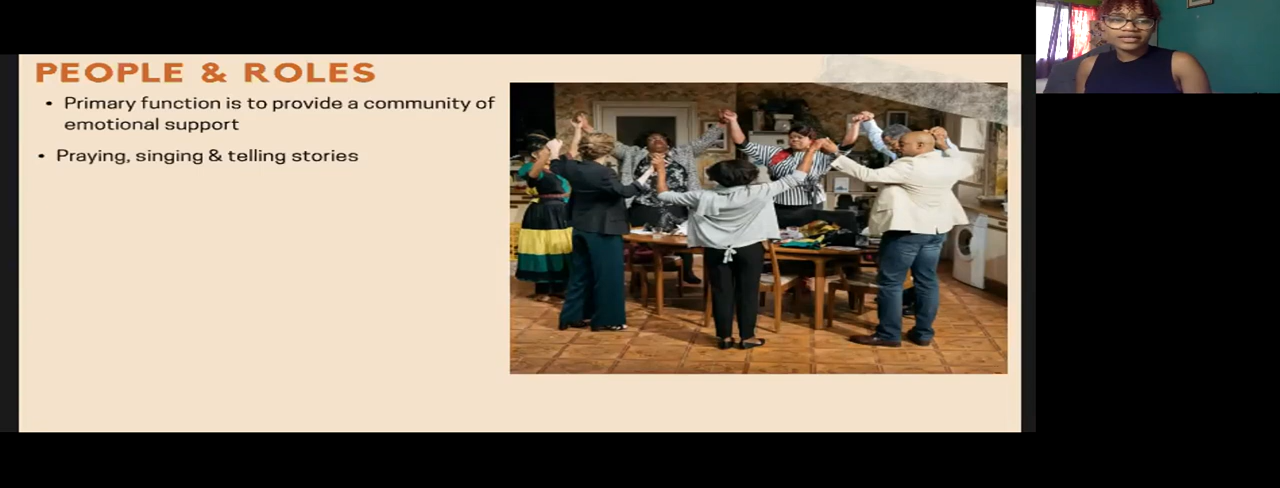 PEOPLE & ROLES
• Primary function is to provide a community of
emotional support
• Praying, singing & telling stories